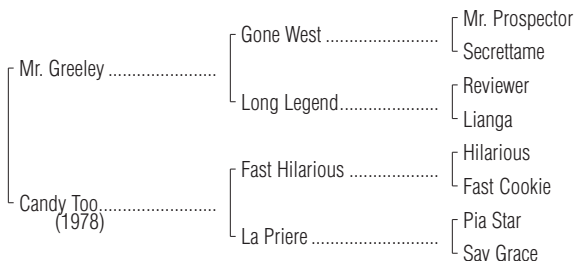 Mr. Prospector
Gone West
Secrettame
Mr. Greeley
Reviewer
Long Legend
Lianga
Hilarious
Fast Hilarious
Fast Cookie
Candy Too
(1978)
Pia Star
La Priere
Say Grace